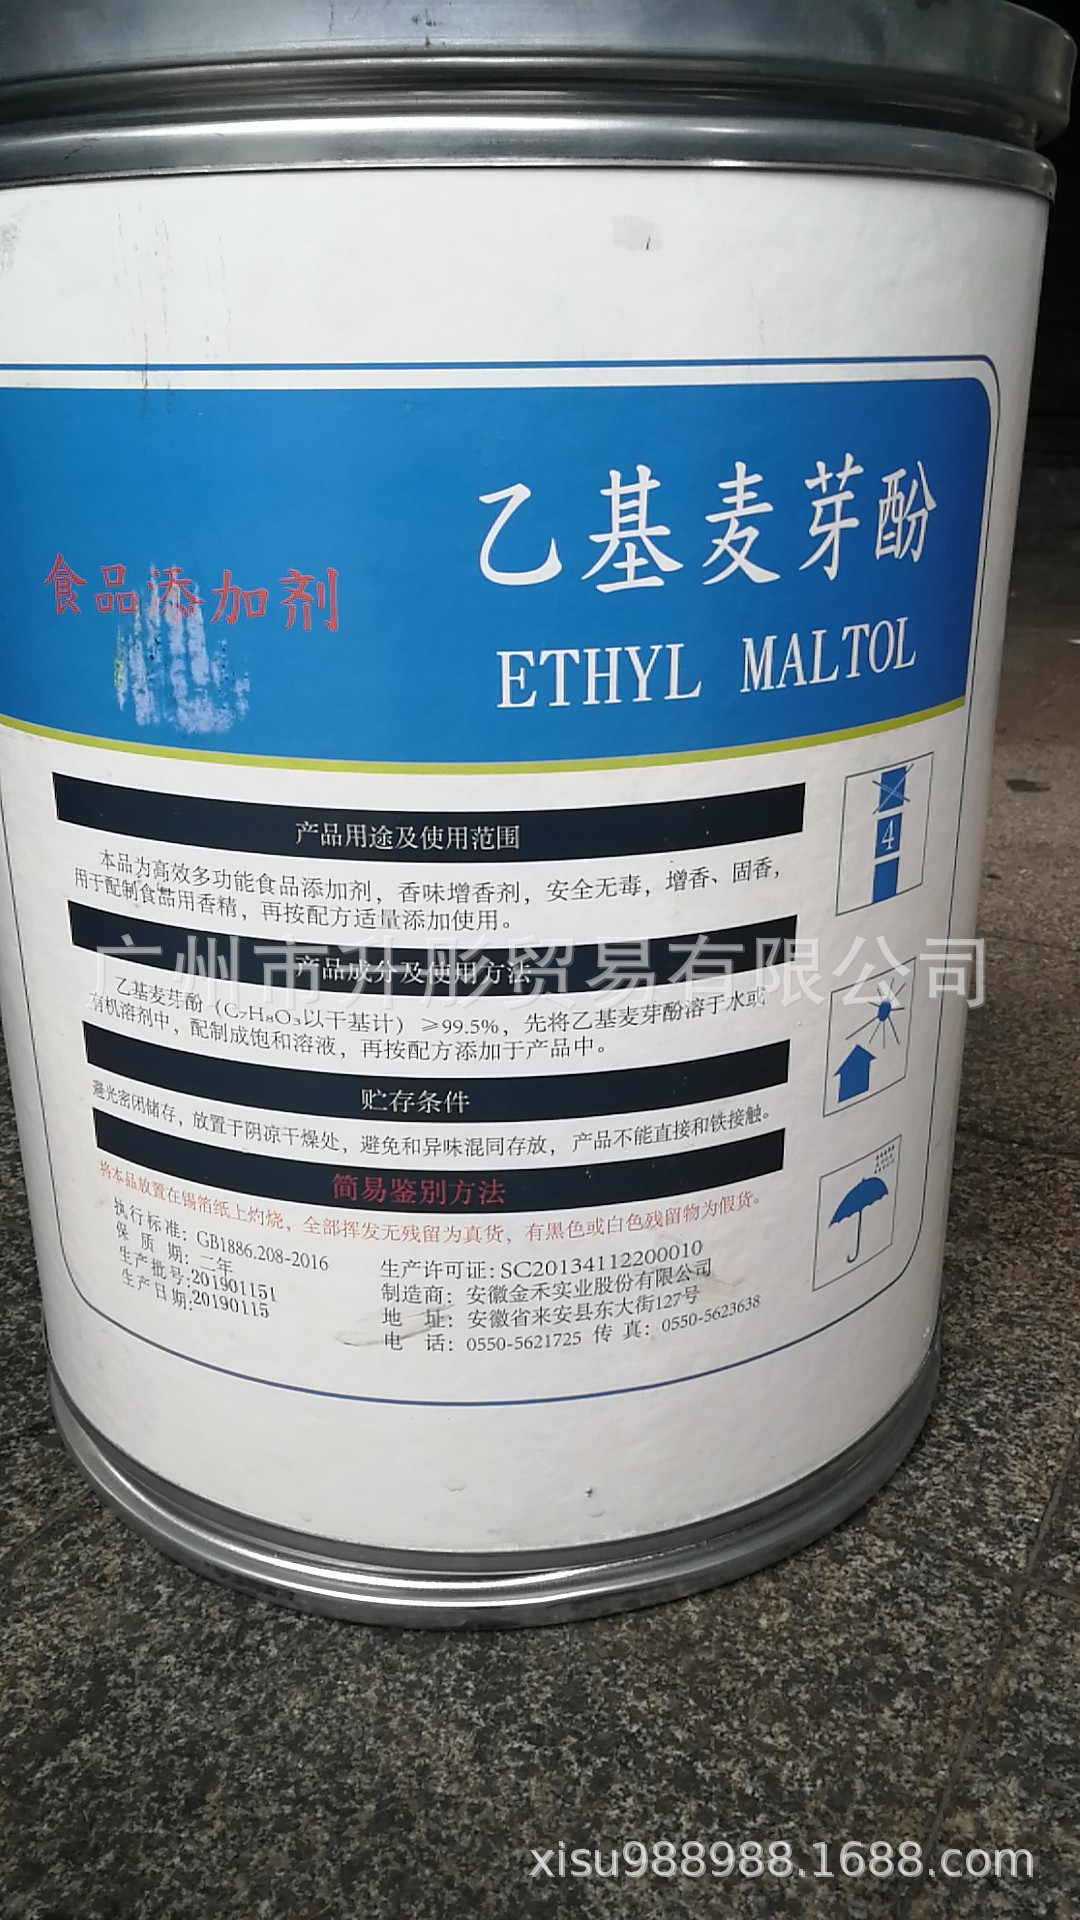 食品添加剂
乙基麦芽酚
ETHYL MALTOL
产品用途及使用范围
本品为高效多功能食品添加剂，香味增香剂，安全无毒，增香、固香，
用于配制食品用香精，再按配方适量添加使用。
产品成分及使用方法
乙基麦芽酚（C₇H₈O₃以干基计）≥99.5%，先将乙基麦芽酚溶于水或
有机溶剂中，配制成饱和溶液，再按配方添加于产品中。
贮存条件
避光密闭储存，放置于阴凉干燥处，避免和异味混同存放，产品不能直接和铁接触。
简易鉴别方法
将本品放置在锡箔纸上灼烧，全部挥发无残留为真货，有黑色或白色残留物为假货。
执行标准: GB1886.208-2016
保 质 期: 二年
生产批号:201901151
生产日期:20190115
生产许可证: SC20134112200010
制造商: 安徽金禾实业股份有限公司
地 址: 安徽省来安县东大街127号
电 话: 0550-5621725 传 真: 0550-5623638
4
广州市升彤贸易有限公司
xisu988988.1688.com